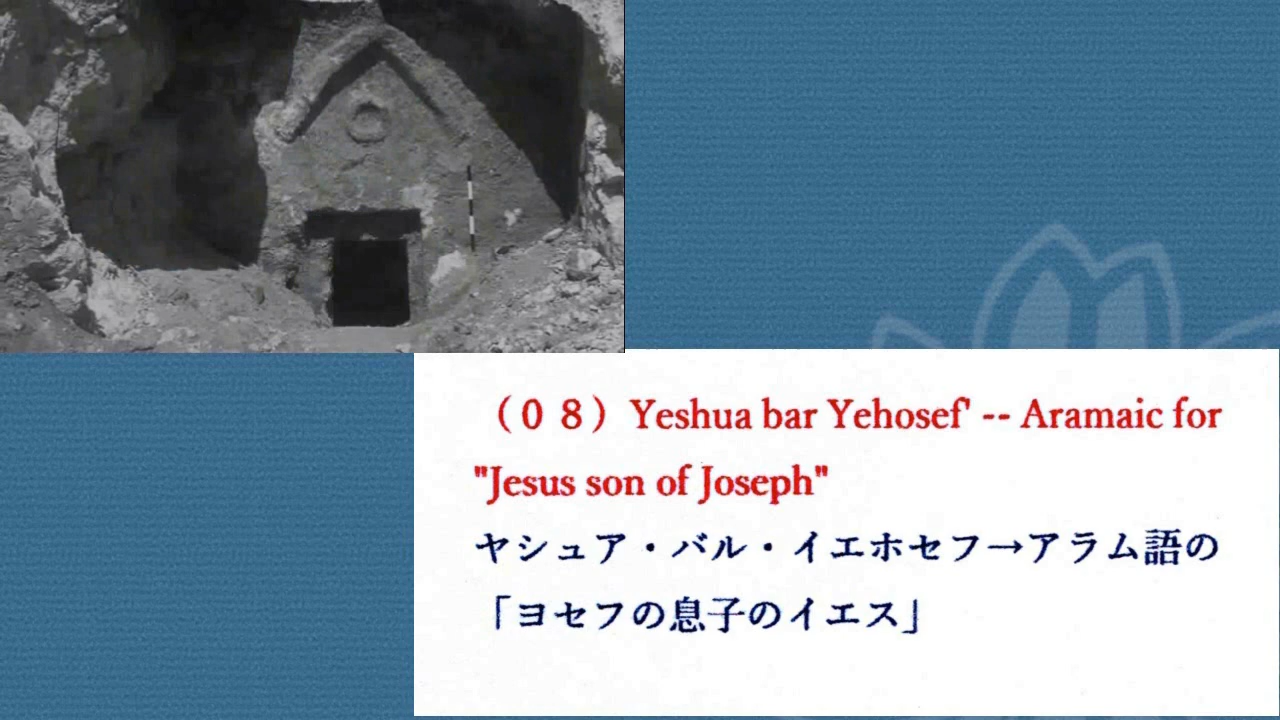 （０８）Yeshua bar Yehosef' -- Aramaic for
"Jesus son of Joseph"
ヤシュア・バル・イエホセフ→アラム語の
「ヨセフの息子のイエス」